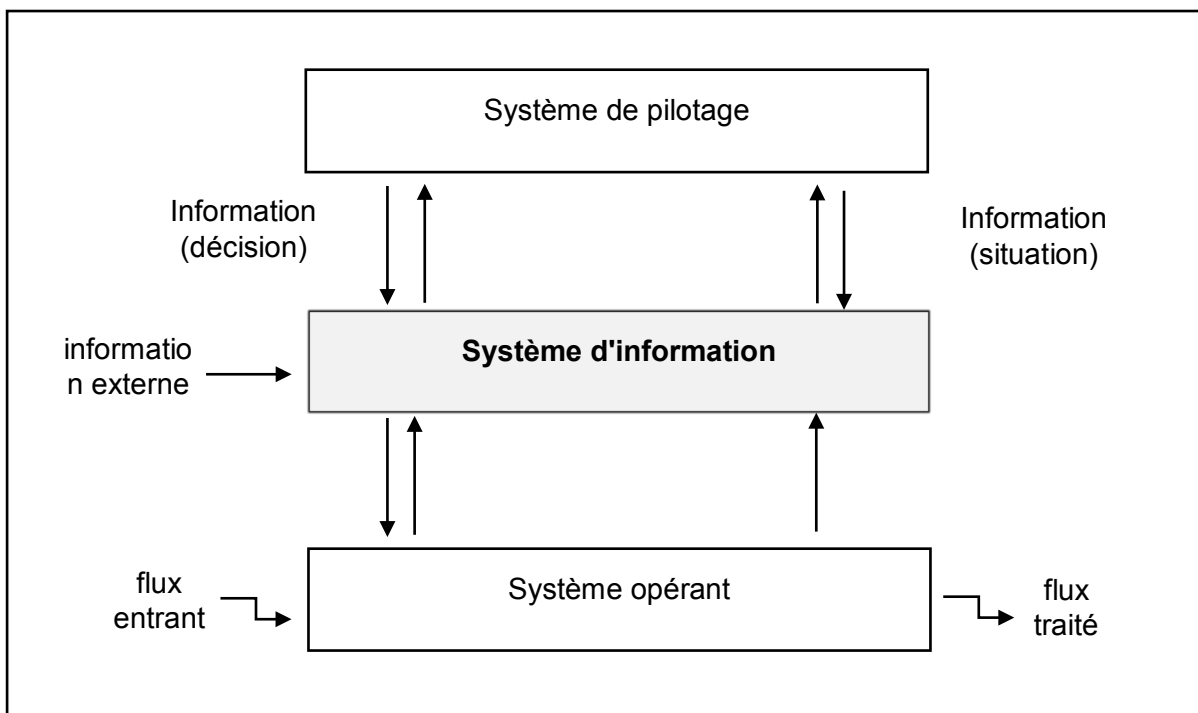 Système de pilotage
Information
(décision)
Information
(situation)
Système d'information
informatio
n externe
Système opérant
flux
entrant
flux
traité